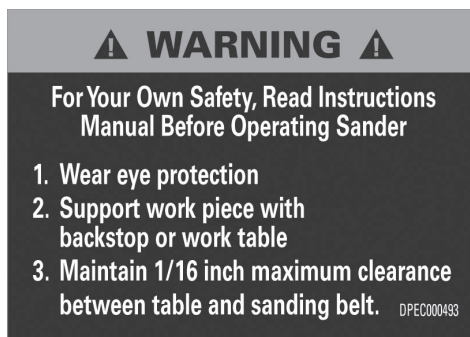 WARNING
For Your Own Safety, Read Instructions
Manual Before Operating Sander
1. Wear eye protection
2. Support work piece with
backstop or work table
3. Maintain 1/16 inch maximum clearance
between table and sanding belt. DPEC000493